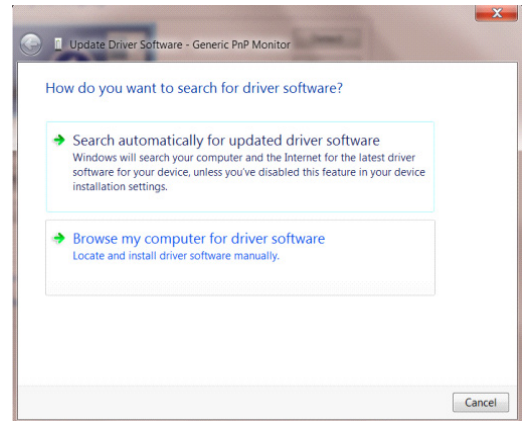 Update Driver Software - Generic PnP Monitor
How do you want to search for driver software?
Search automatically for updated driver software
Windows will search your computer and the Internet for the latest driver
software for your device, unless you've disabled this feature in your device
installation settings.
Browse my computer for driver software
Locate and install driver software manually.
Cancel